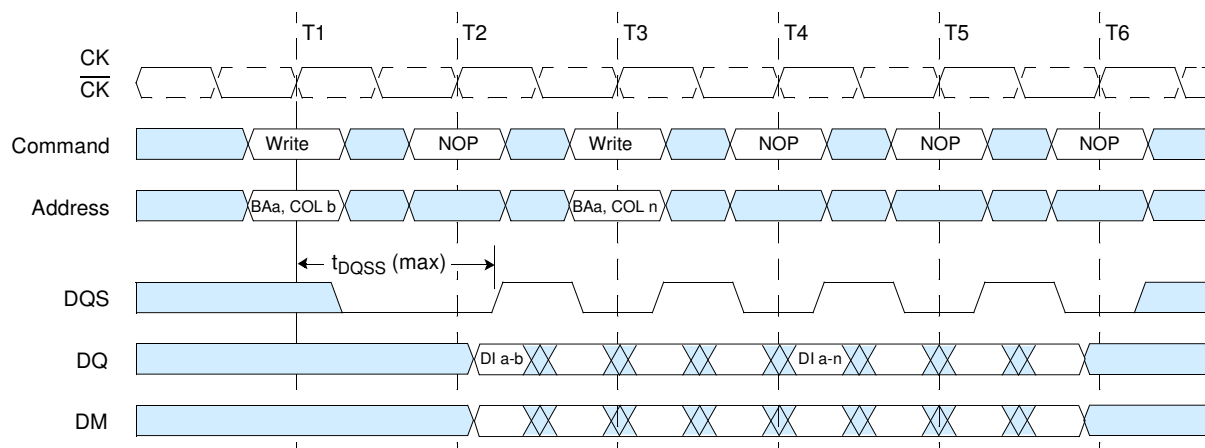 T1 T2 T3 T4 T5 T6
CK
CK
Command Write NOP Write NOP NOP NOP
Address BAa, COL b BAa, COL n
tDQSS (max)
DQS
DQ DI a-b DI a-n
DM